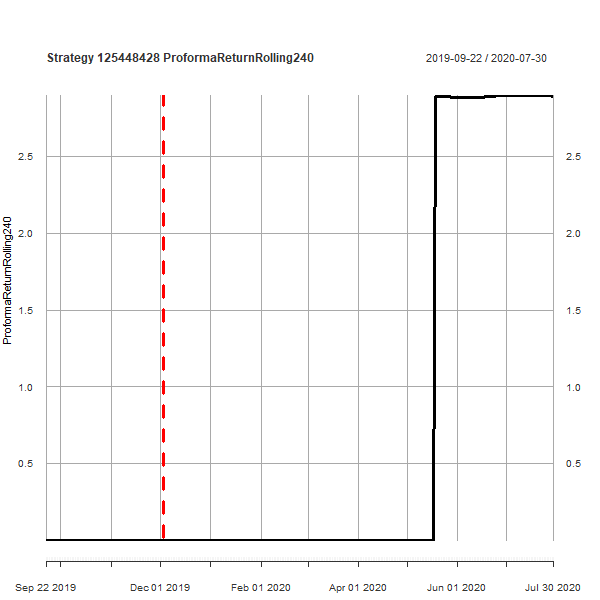 Strategy 125448428 ProformaReturnRolling240
2019-09-22 / 2020-07-30
ProformaReturnRolling240
2.5
2.5
2.0
2.0
1.5
1.5
1.0
1.0
0.5
0.5
Sep 22 2019
Dec 01 2019
Feb 01 2020
Apr 01 2020
Jun 01 2020
Jul 30 2020